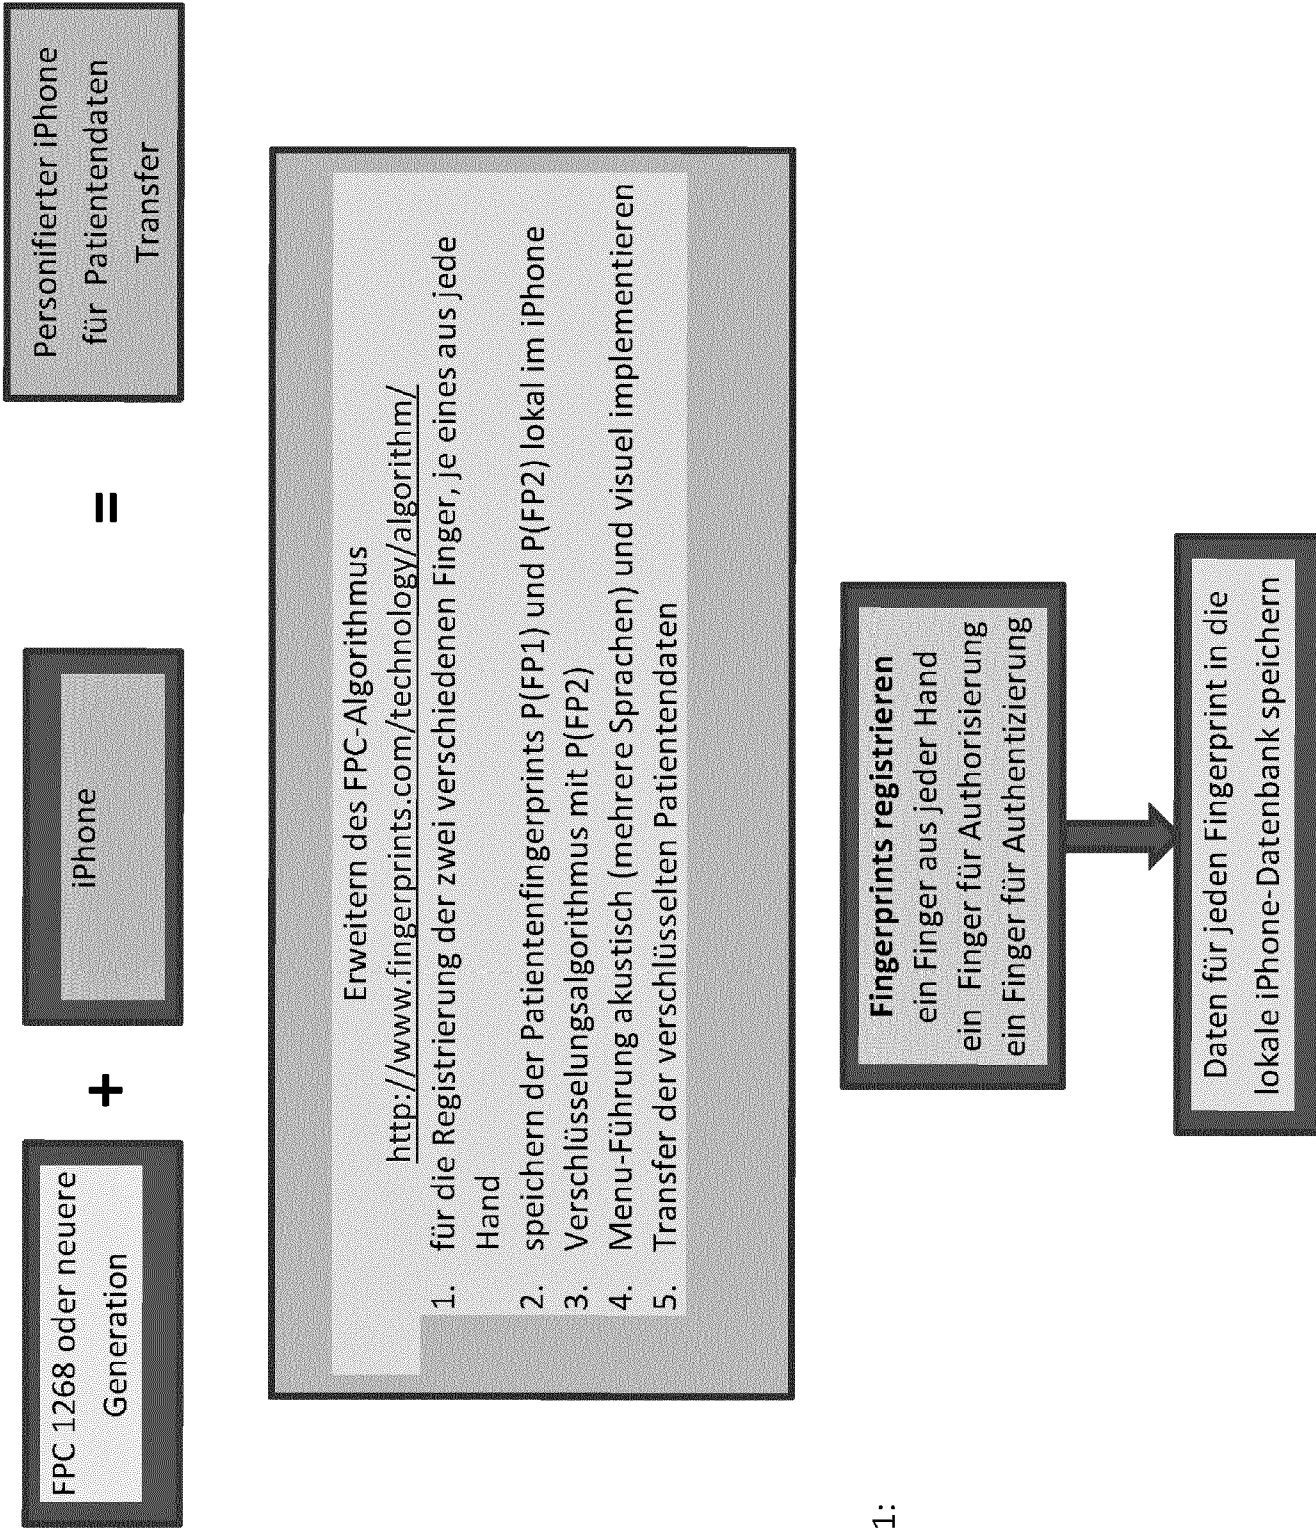 FPC 1268 oder neuere
Generation
+
iPhone
=
Personifizierter iPhone
für Patientendaten
Transfer
Erweitern des FPC-Algorithmus
http://www.fingerprints.com/technology/algorithm/
1. für die Registrierung der zwei verschiedenen Finger, je eines aus jede
Hand
2. speichern der Patientenfingerprints P(FP1) und P(FP2) lokal im iPhone
3. Verschlüsselungsalgorithmus mit P(FP2)
4. Menu-Führung akustisch (mehrere Sprachen) und visuel implementieren
5. Transfer der verschlüsselten Patientendaten
1:
Fingerprints registrieren
ein Finger aus jeder Hand
ein Finger für Authorisierung
ein Finger für Authentizierung
Daten für jeden Fingerprint in die
lokale iPhone-Datenbank speichern